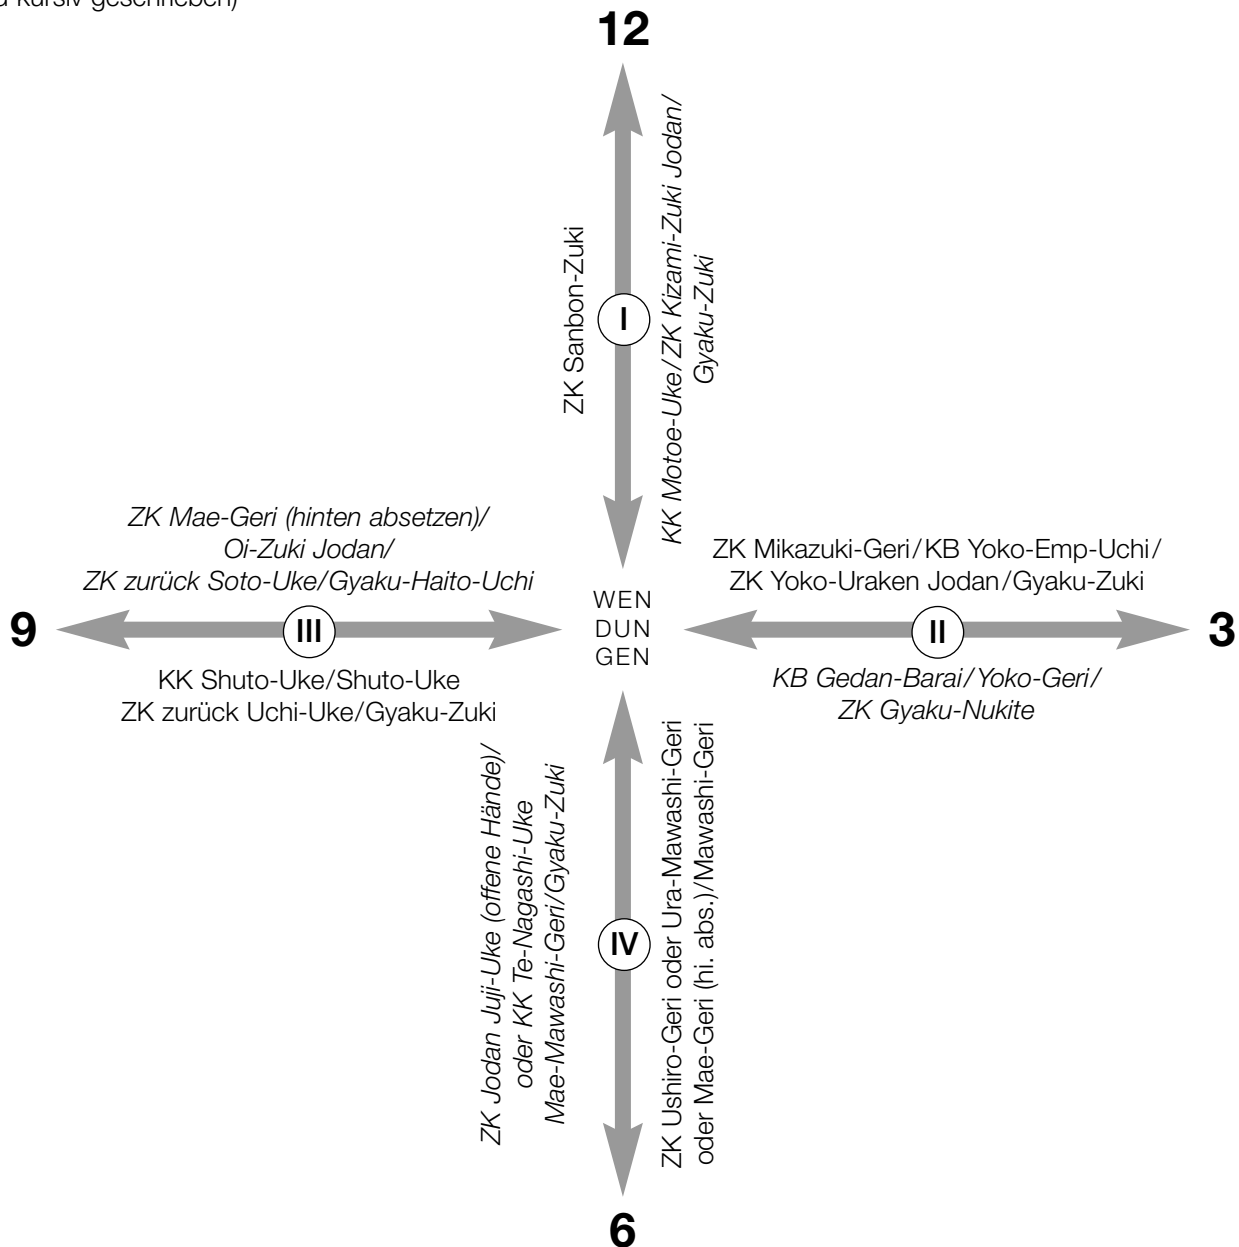 kursiv geschrieben)
12
ZK Sanbon-Zuki
I
KK Motoe-Uke/ZK Kizami-Zuki Jodan/
Gyaku-Zuki
ZK Mae-Geri (hinten absetzen)/
Oi-Zuki Jodan/
ZK zurück Soto-Uke/Gyaku-Haito-Uchi
9
III
KK Shuto-Uke/Shuto-Uke
ZK zurück Uchi-Uke/Gyaku-Zuki
WEN
DUN
GEN
ZK Mikazuki-Geri/KB Yoko-Emp-Uchi/
ZK Yoko-Uraken Jodan/Gyaku-Zuki
II
3
KB Gedan-Barai/Yoko-Geri/
ZK Gyaku-Nukite
ZK Jodan Juji-Uke (offene Hände)/
oder KK Te-Nagashi-Uke
Mae-Mawashi-Geri/Gyaku-Zuki
IV
ZK Ushiro-Geri oder Ura-Mawashi-Geri
oder Mae-Geri (hi. abs.)/Mawashi-Geri
6